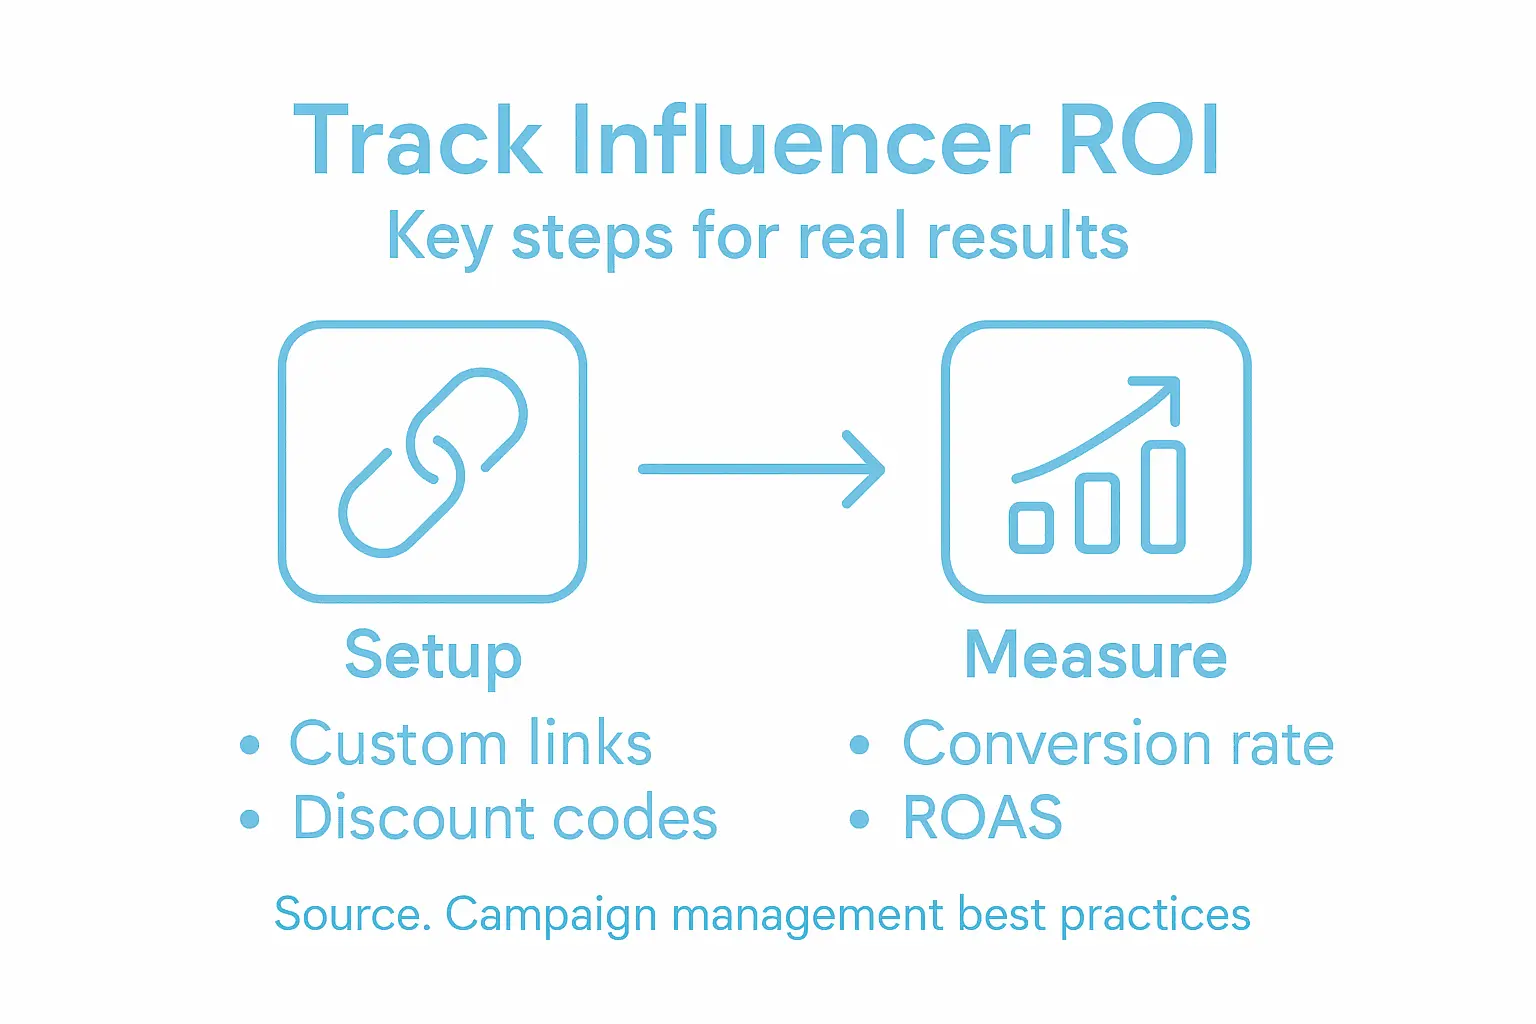 Track Influencer ROI
Key steps for real results
Setup
• Custom links
• Discount codes
Measure
• Conversion rate
• ROAS
Source. Campaign management best practices